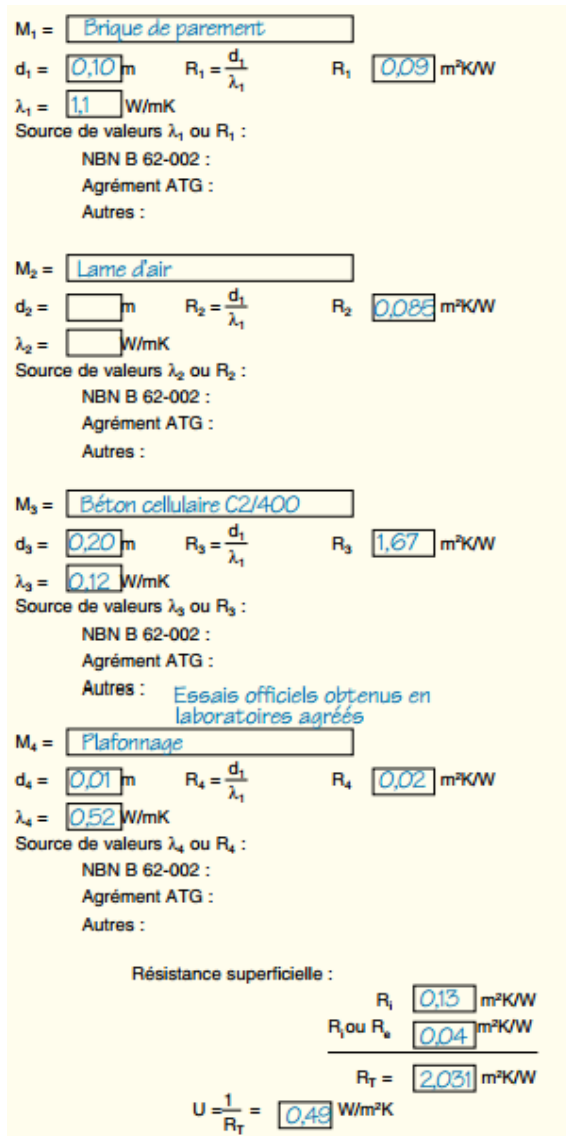 M₁ = Brique de parement
d₁ = 0,10 m R₁ = d₁/λ₁ R₁ 0,09 m²K/W
λ₁ = 1,1 W/mK
Source de valeurs λ₁ ou R₁ :
NBN B 62-002 :
Agrément ATG :
Autres :
M₂ = Lame d'air
d₂ = m R₂ = d₁/λ₁ R₂ 0,085 m²K/W
λ₂ = W/mK
Source de valeurs λ₂ ou R₂ :
NBN B 62-002 :
Agrément ATG :
Autres :
M₃ = Béton cellulaire C2/400
d₃ = 0,20 m R₃ = d₁/λ₁ R₃ 1,67 m²K/W
λ₃ = 0,12 W/mK
Source de valeurs λ₃ ou R₃ :
NBN B 62-002 :
Agrément ATG :
Autres : Essais officiels obtenus en
laboratoires agréés
M₄ = Plafonnage
d₄ = 0,01 m R₄ = d₁/λ₁ R₄ 0,02 m²K/W
λ₄ = 0,52 W/mK
Source de valeurs λ₄ ou R₄ :
NBN B 62-002 :
Agrément ATG :
Autres :
Résistance superficielle :
Rᵢ 0,13 m²K/W
Rᵢ ou Rₑ 0,04 m²K/W
R_T = 2,031 m²K/W
U = 1/R_T = 0,49 W/m²K